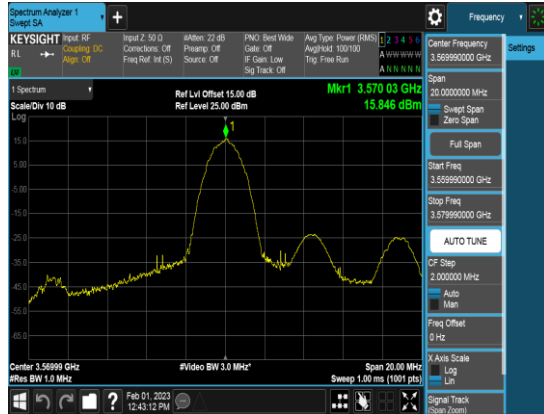 Spectrum Analyzer 1
Swept SA
+
Frequency
KEYSIGHT
RL
Input: RF
Coupling: DC
Align: Off
Input Z: 50 Ω
Corrections: Off
Freq Ref: Int (S)
#Atten: 22 dB
Preamp: Off
Source: Off
PNO: Best Wide
Gate: Off
IF Gain: Low
Sig Track: Off
Avg Type: Power (RMS)
Avg|Hold: 100/100
Trig: Free Run
1 2 3 4 5 6
A W W W W W
A N N N N N
LXI
1 Spectrum
Scale/Div 10 dB
Log
Ref Lvl Offset 15.00 dB
Ref Level 25.00 dBm
Mkr1 3.570 03 GHz
15.846 dBm
1
15.0
5.00
-5.00
-15.0
-25.0
-35.0
-45.0
-55.0
-65.0
Center 3.56999 GHz
#Res BW 1.0 MHz
#Video BW 3.0 MHz*
Span 20.00 MHz
Sweep 1.00 ms (1001 pts)
Feb 01, 2023
12:43:12 PM
?
Center Frequency
3.569990000 GHz
Settings
Span
20.0000000 MHz
Swept Span
Zero Span
Full Span
Start Freq
3.559990000 GHz
Stop Freq
3.579990000 GHz
AUTO TUNE
CF Step
2.000000 MHz
Auto
Man
Freq Offset
0 Hz
X Axis Scale
Log
Lin
Signal Track
(Span Zoom)